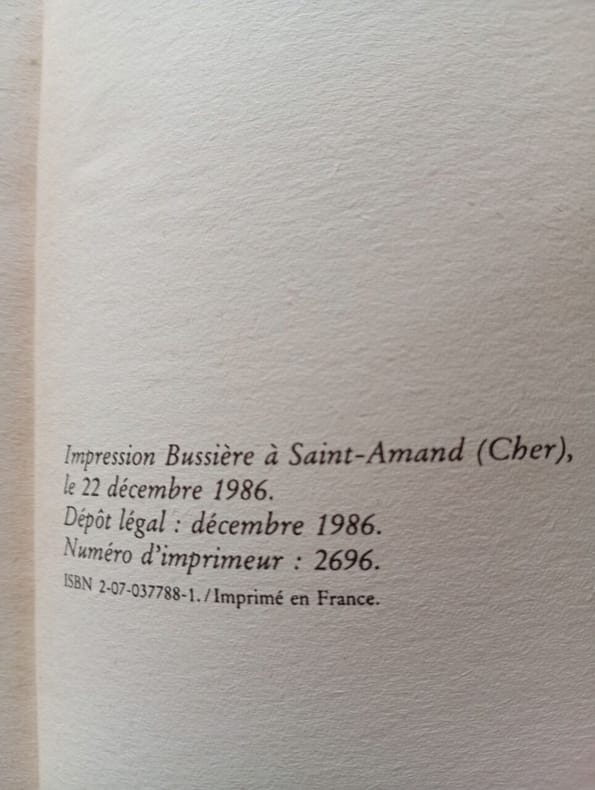 Impression Bussière à Saint-Amand (Cher),
le 22 décembre 1986.
Dépôt légal : décembre 1986.
Numéro d'imprimeur : 2696.
ISBN 2-07-037788-1./Imprimé en France.